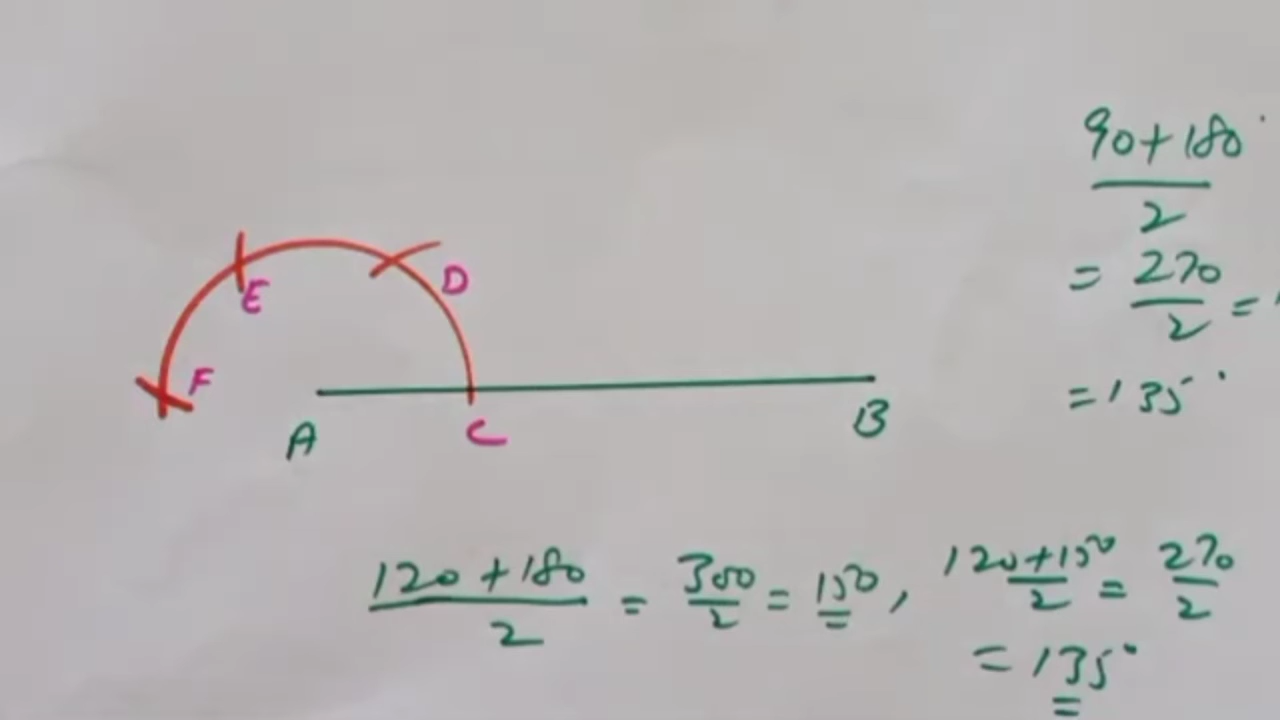 90+180°
2
= 270
2
=
=135°
E
D
F
A
C
B
120+180
2
= 300
2
= 150,
120+150
2
= 270
2
=135°